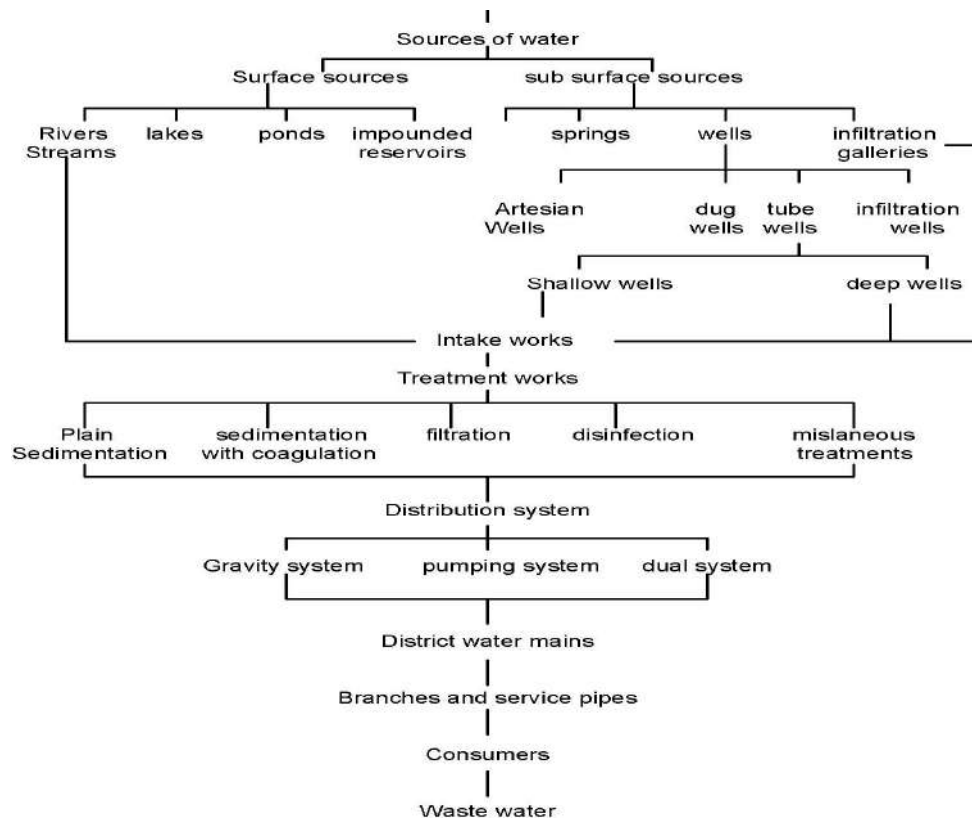 Sources of water
Surface sources sub surface sources
Rivers lakes ponds impounded springs wells infiltration
Streams reservoirs galleries
Artesian dug tube infiltration
Wells wells wells wells
Shallow wells deep wells
Intake works
Treatment works
Plain sedimentation filtration disinfection mislaneous
Sedimentation with coagulation treatments
Distribution system
Gravity system pumping system dual system
District water mains
Branches and service pipes
Consumers
Waste water